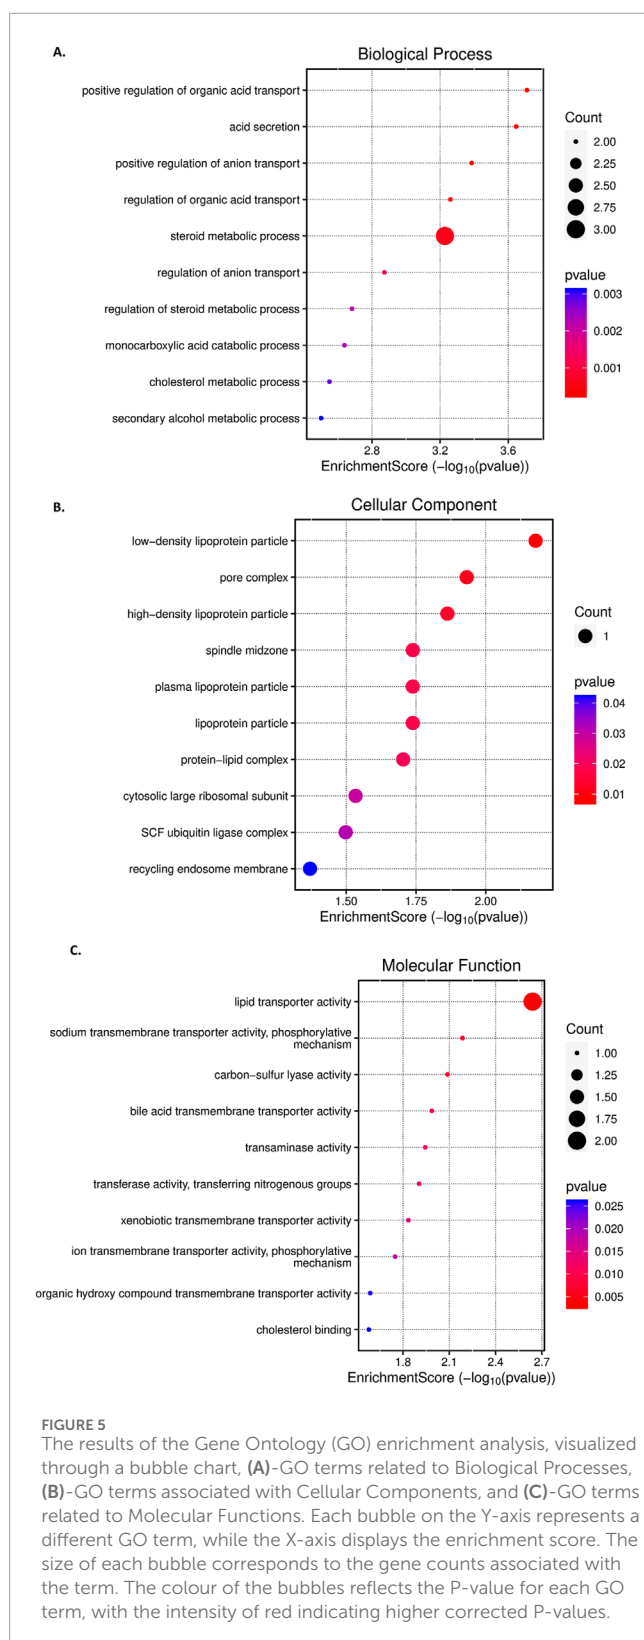 A.
Biological Process
positive regulation of organic acid transport
acid secretion
positive regulation of anion transport
regulation of organic acid transport
steroid metabolic process
regulation of anion transport
regulation of steroid metabolic process
monocarboxylic acid catabolic process
cholesterol metabolic process
secondary alcohol metabolic process
2.8 3.2 3.6
EnrichmentScore (−log10(pvalue))
Count
2.00
2.25
2.50
2.75
3.00
pvalue
0.003
0.002
0.001
B.
Cellular Component
low−density lipoprotein particle
pore complex
high−density lipoprotein particle
spindle midzone
plasma lipoprotein particle
lipoprotein particle
protein−lipid complex
cytosolic large ribosomal subunit
SCF ubiquitin ligase complex
recycling endosome membrane
1.50 1.75 2.00
EnrichmentScore (−log10(pvalue))
Count
1
pvalue
0.04
0.03
0.02
0.01
C.
Molecular Function
lipid transporter activity
sodium transmembrane transporter activity, phosphorylative
mechanism
carbon−sulfur lyase activity
bile acid transmembrane transporter activity
transaminase activity
transferase activity, transferring nitrogenous groups
xenobiotic transmembrane transporter activity
ion transmembrane transporter activity, phosphorylative
mechanism
organic hydroxy compound transmembrane transporter activity
cholesterol binding
1.8 2.1 2.4 2.7
EnrichmentScore (−log10(pvalue))
Count
1.00
1.25
1.50
1.75
2.00
pvalue
0.025
0.020
0.015
0.010
0.005
FIGURE 5
The results of the Gene Ontology (GO) enrichment analysis, visualized
through a bubble chart, (A)-GO terms related to Biological Processes,
(B)-GO terms associated with Cellular Components, and (C)-GO terms
related to Molecular Functions. Each bubble on the Y-axis represents a
different GO term, while the X-axis displays the enrichment score. The
size of each bubble corresponds to the gene counts associated with
the term. The colour of the bubbles reflects the P-value for each GO
term, with the intensity of red indicating higher corrected P-values.